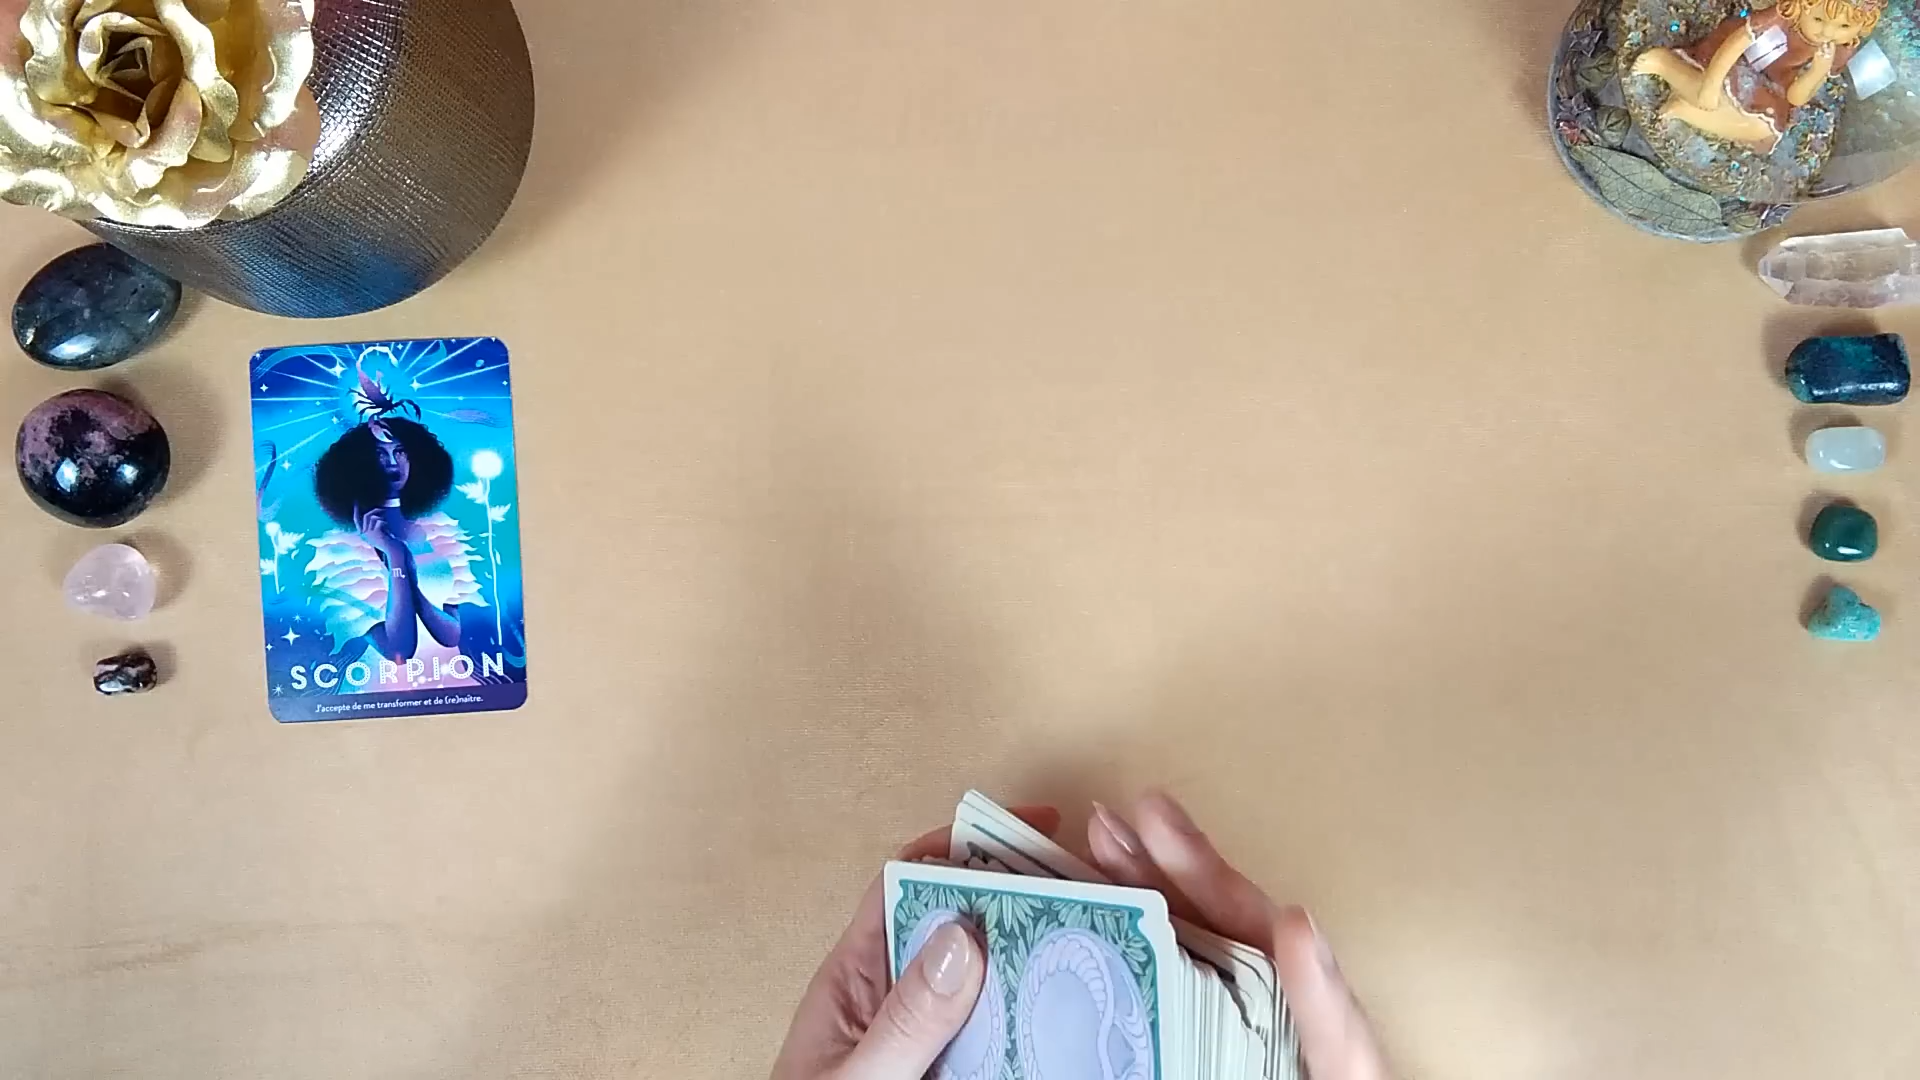 ♏
SCORPION
J'accepte de me transformer et de (re)naître.